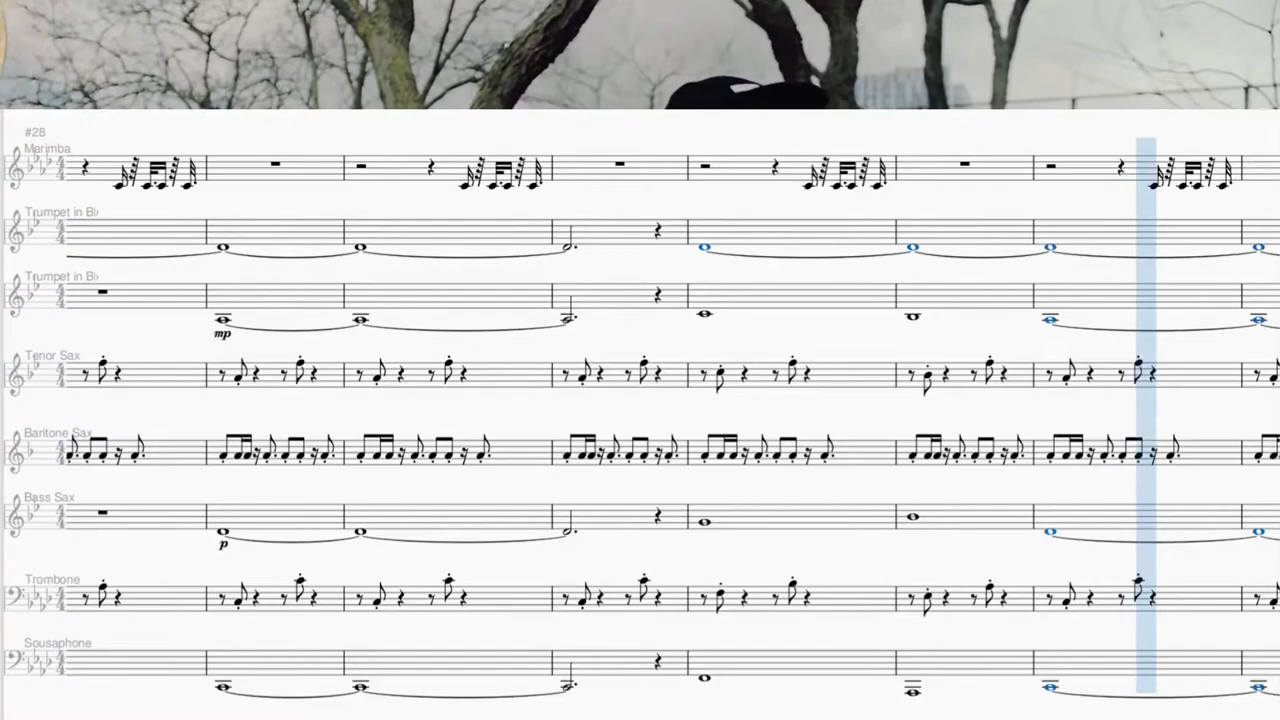 #28
Marimba
Trumpet in B♭
Trumpet in B♭
mp
Tenor Sax
Baritone Sax
Bass Sax
p
Trombone
Sousaphone